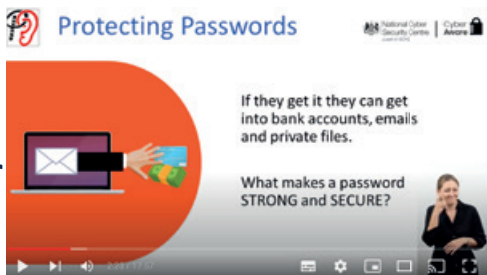 Protecting Passwords
National Cyber
Security Centre
Cyber
Aware
If they get it they can get
into bank accounts, emails
and private files.
What makes a password
STRONG and SECURE?